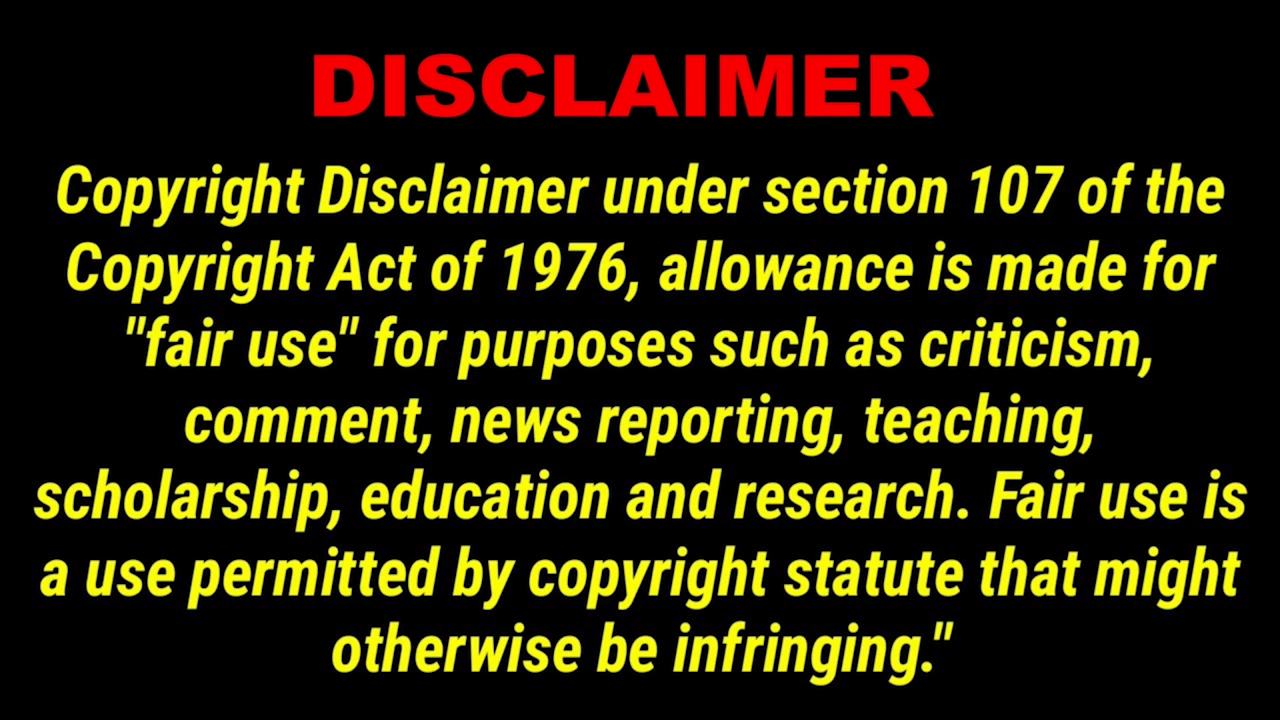 DISCLAIMER
Copyright Disclaimer under section 107 of the
Copyright Act of 1976, allowance is made for
"fair use" for purposes such as criticism,
comment, news reporting, teaching,
scholarship, education and research. Fair use is
a use permitted by copyright statute that might
otherwise be infringing."